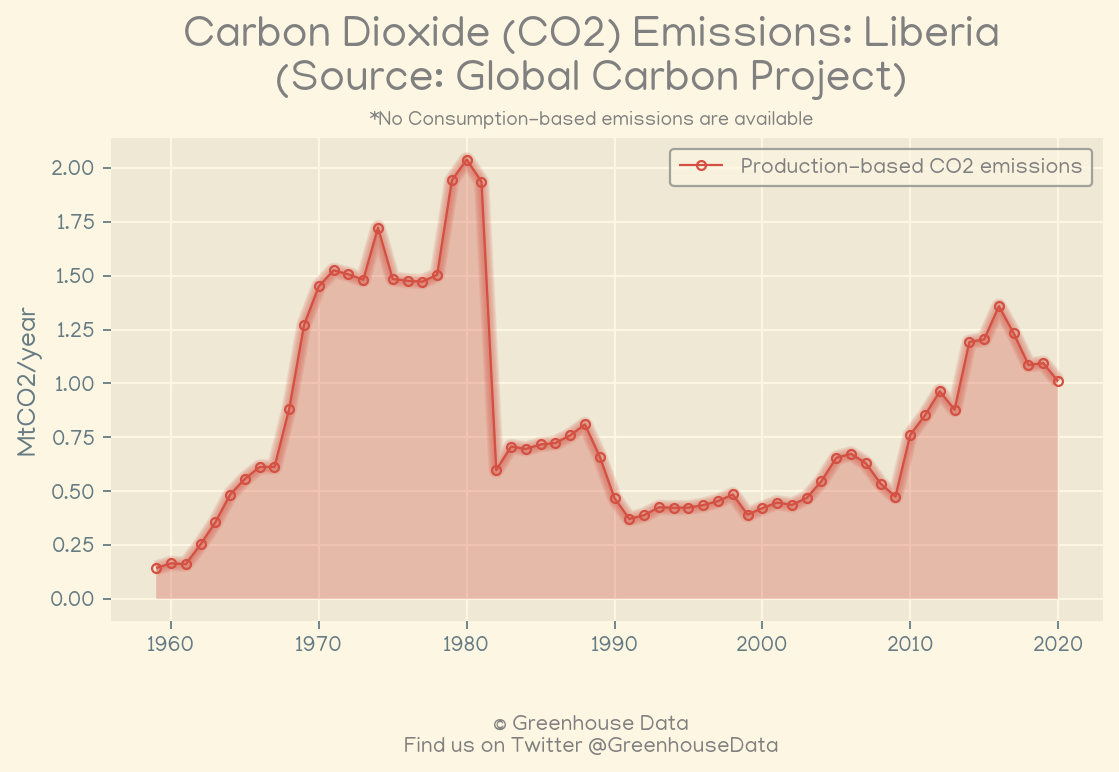 Carbon Dioxide (CO2) Emissions: Liberia
(Source: Global Carbon Project)
*No Consumption-based emissions are available
Production-based CO2 emissions
MtCO2/year
2.00
1.75
1.50
1.25
1.00
0.75
0.50
0.25
0.00
1960 1970 1980 1990 2000 2010 2020
© Greenhouse Data
Find us on Twitter @GreenhouseData